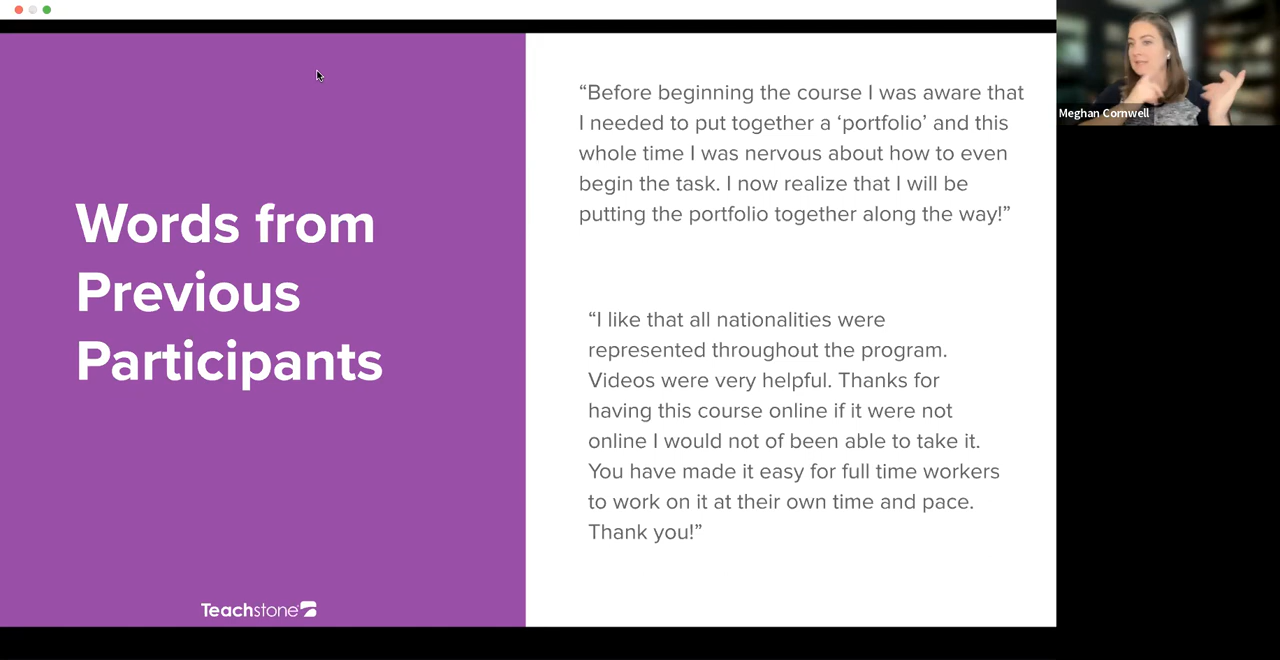 Words from
Previous
Participants
Teachstone
“Before beginning the course I was aware that
I needed to put together a ‘portfolio’ and this
whole time I was nervous about how to even
begin the task. I now realize that I will be
putting the portfolio together along the way!”
“I like that all nationalities were
represented throughout the program.
Videos were very helpful. Thanks for
having this course online if it were not
online I would not of been able to take it.
You have made it easy for full time workers
to work on it at their own time and pace.
Thank you!”
Meghan Cornwell